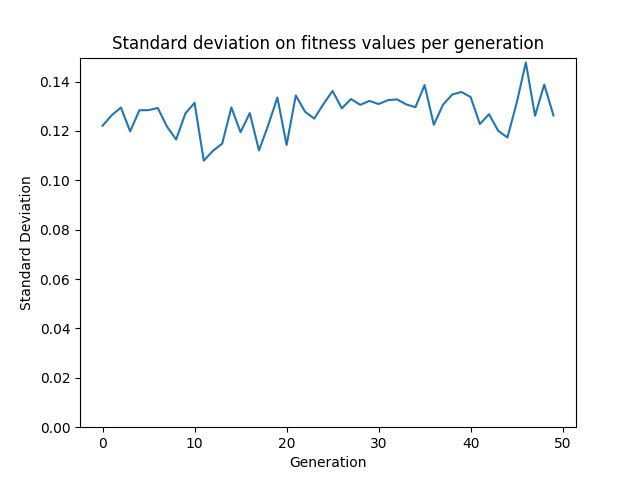 Standard deviation on fitness values per generation
0.14
0.12
0.10
0.08
0.06
0.04
0.02
0.00
Standard Deviation
0 10 20 30 40 50
Generation